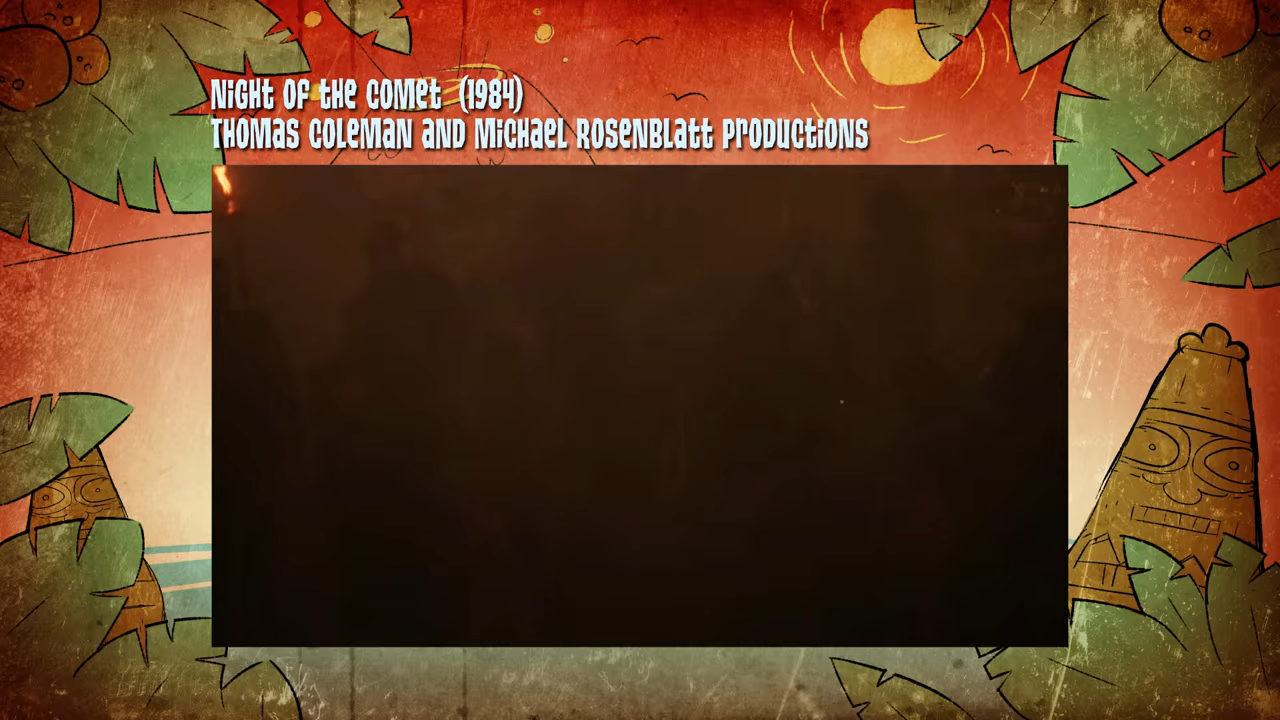 Night of the Comet (1984)
Thomas Coleman and Michael Rosenblatt Productions